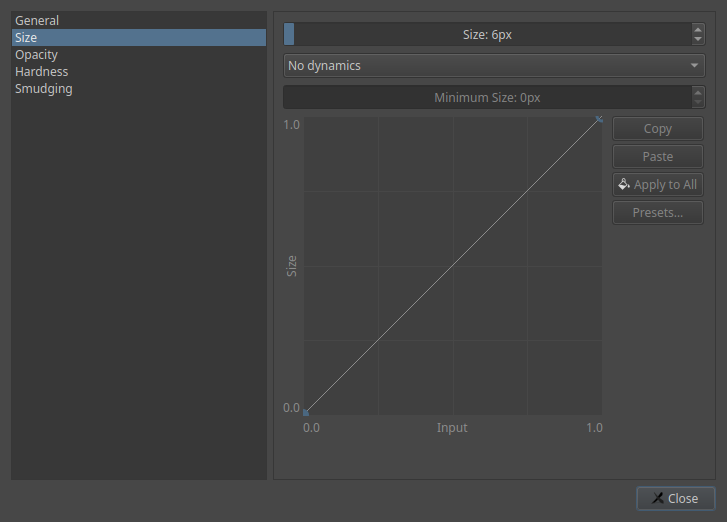 General
Size
Opacity
Hardness
Smudging
Size: 6px
No dynamics
Minimum Size: 0px
1.0
Size
0.0
0.0
Input
1.0
Copy
Paste
Apply to All
Presets...
Close